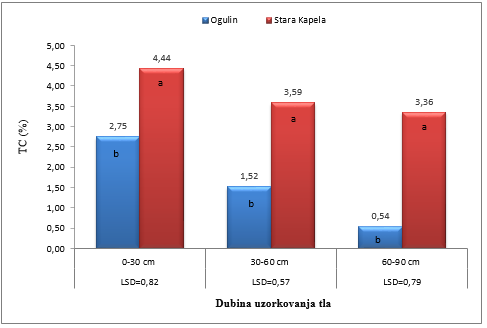 Ogulin Stara Kapela
5,00
4,50
4,00
3,50
3,00
2,50
2,00
1,50
1,00
0,50
0,00
TC (%)
2,75
4,44
1,52
3,59
0,54
3,36
b
a
b
a
b
a
0-30 cm 30-60 cm 60-90 cm
LSD=0,82 LSD=0,57 LSD=0,79
Dubina uzorkovanja tla